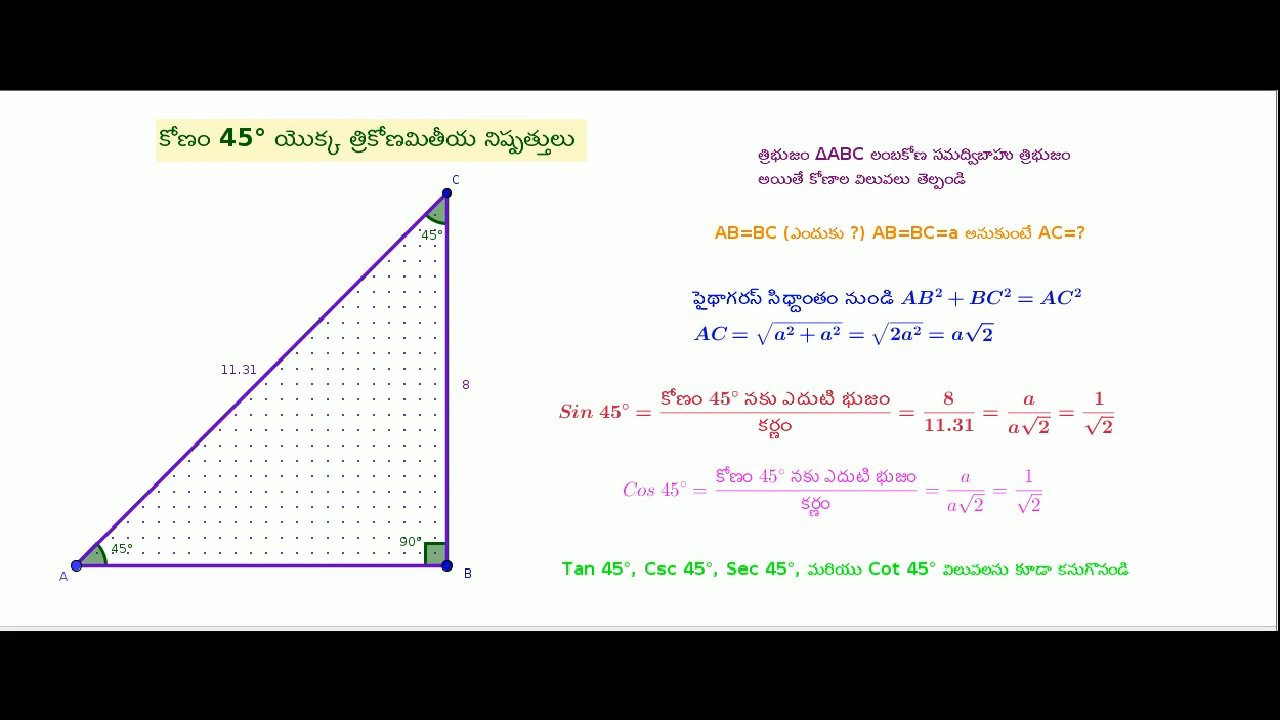 కోణం 45° యొక్క త్రికోణమితీయ నిష్పత్తులు
త్రిభుజం ΔABC లంబకోణ సమద్విబాహు త్రిభుజం
అయితే కోణాల విలువలు తెల్పండి
AB=BC (ఎందుకు ?) AB=BC=a అనుకుంటే AC=?
పైథాగరస్ సిద్ధాంతం నుండి AB² + BC² = AC²
AC = √(a² + a²) = √(2a²) = a√2
Sin 45° = కోణం 45° నకు ఎదుటి భుజం / కర్ణం = 8 / 11.31 = a / a√2 = 1 / √2
Cos 45° = కోణం 45° నకు ఎదుటి భుజం / కర్ణం = a / a√2 = 1 / √2
Tan 45°, Csc 45°, Sec 45°, మరియు Cot 45° విలువలను కూడా కనుగొనండి
C
45°
11.31
8
45°
90°
A
B